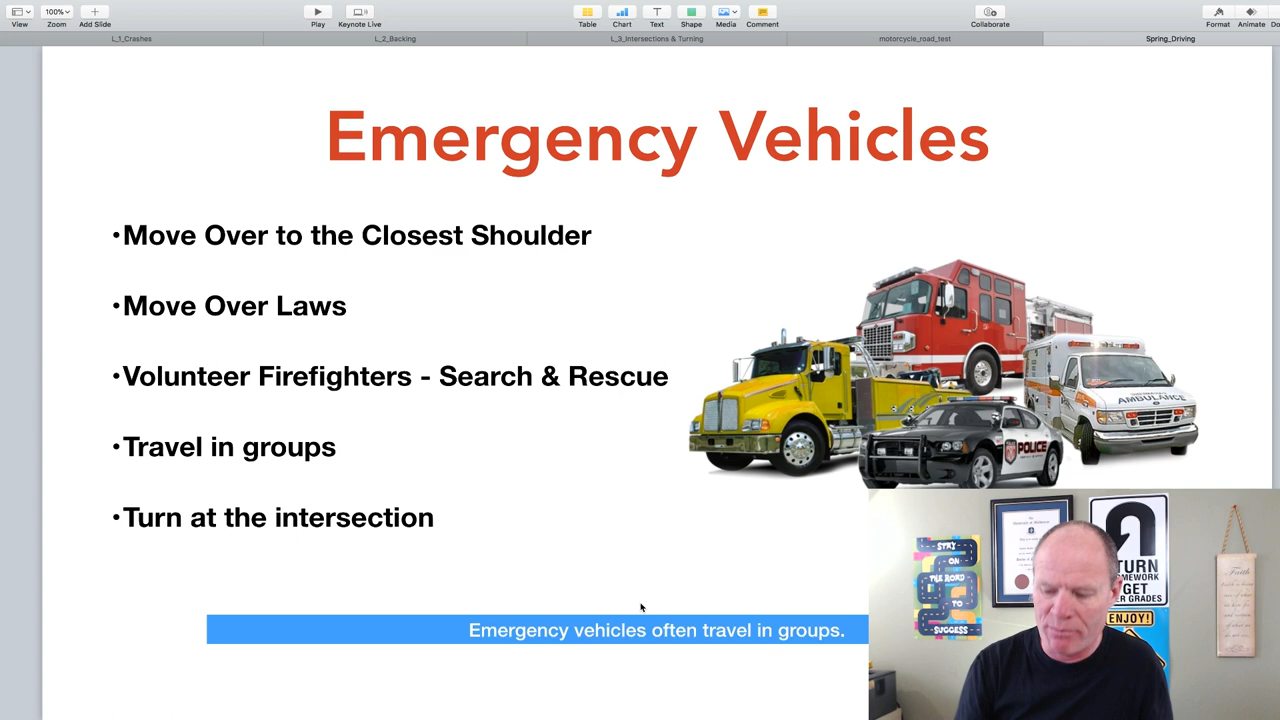 View
100%
Zoom
Add Slide
Play
Keynote Live
Table
Chart
Text
Shape
Media
Comment
Collaborate
Format
Animate
L_1_Crashes
L_2_Backing
L_3_Intersections & Turning
motorcycle_road_test
Spring_Driving
Emergency Vehicles
•Move Over to the Closest Shoulder
•Move Over Laws
•Volunteer Firefighters - Search & Rescue
•Travel in groups
•Turn at the intersection
AMBULANCE
POLICE
Emergency vehicles often travel in groups.
STAY
ON
THE ROAD
TO
SUCCESS
TURN
GET
ENJOY!
Faith